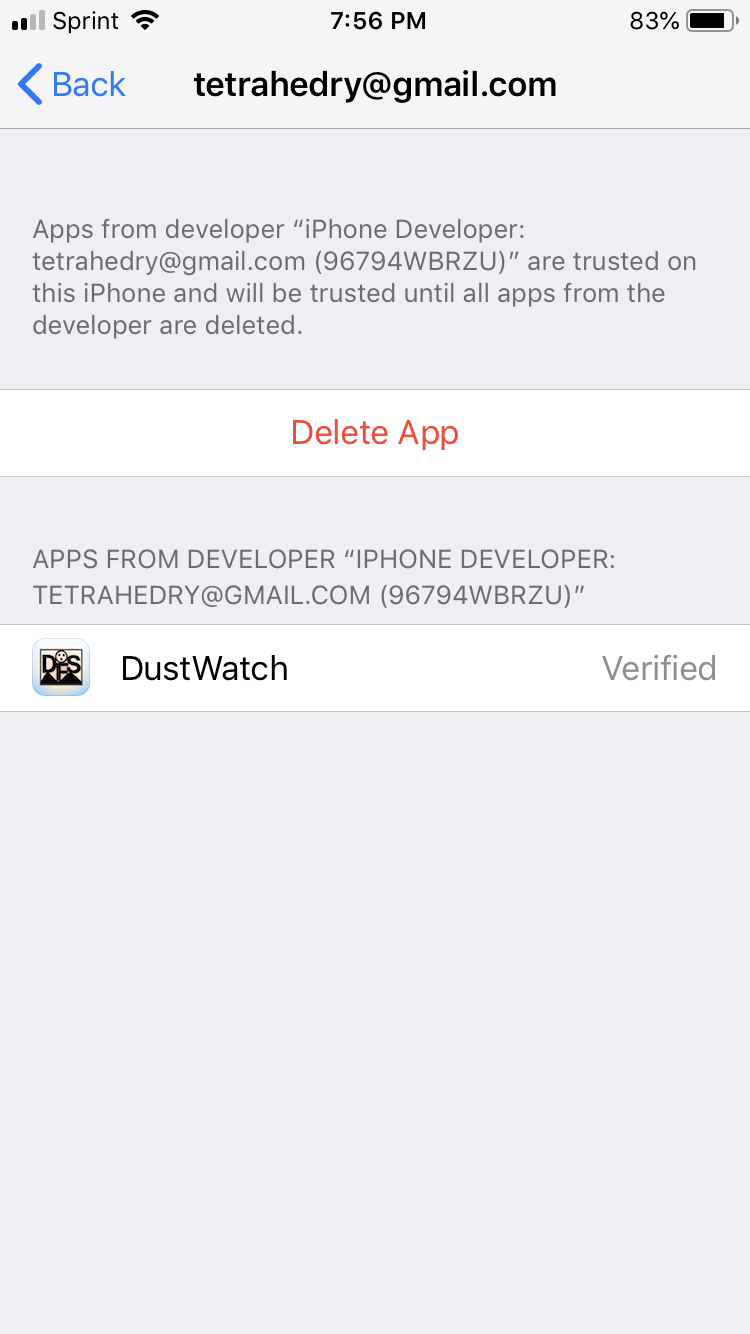 Sprint 7:56 PM 83%
Back tetrahedry@gmail.com
Apps from developer “iPhone Developer:
tetrahedry@gmail.com (96794WBRZU)” are trusted on
this iPhone and will be trusted until all apps from the
developer are deleted.
Delete App
APPS FROM DEVELOPER “IPHONE DEVELOPER:
TETRAHEDRY@GMAIL.COM (96794WBRZU)”
DFS DustWatch Verified